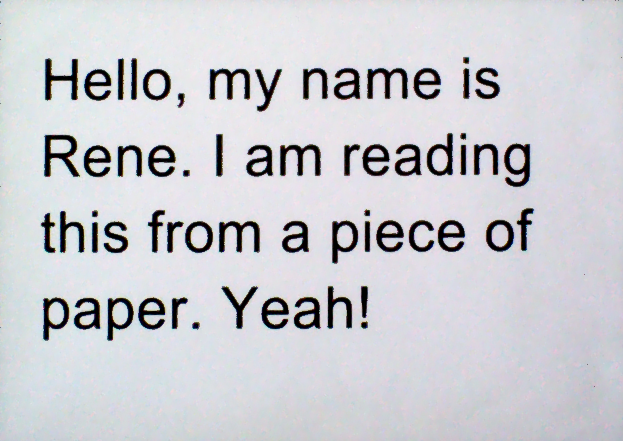 Hello, my name is
Rene. I am reading
this from a piece of
paper. Yeah!